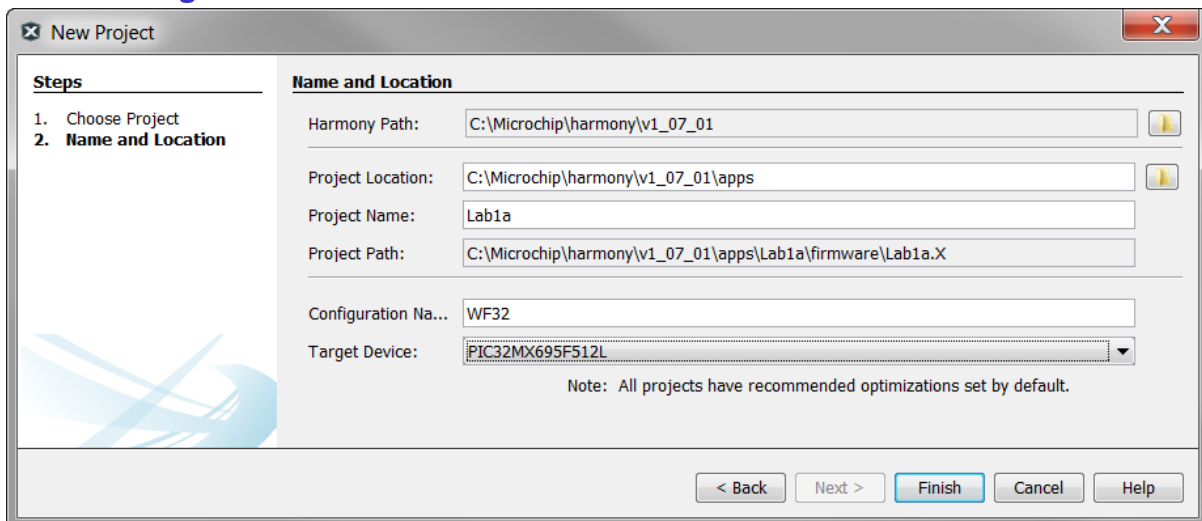 New Project
Steps
1. Choose Project
2. Name and Location
Name and Location
Harmony Path: C:\Microchip\harmony\v1_07_01
Project Location: C:\Microchip\harmony\v1_07_01\apps
Project Name: Lab1a
Project Path: C:\Microchip\harmony\v1_07_01\apps\Lab1a\firmware\Lab1a.X
Configuration Na... WF32
Target Device: PIC32MX695F512L
Note: All projects have recommended optimizations set by default.
< Back Next > Finish Cancel Help